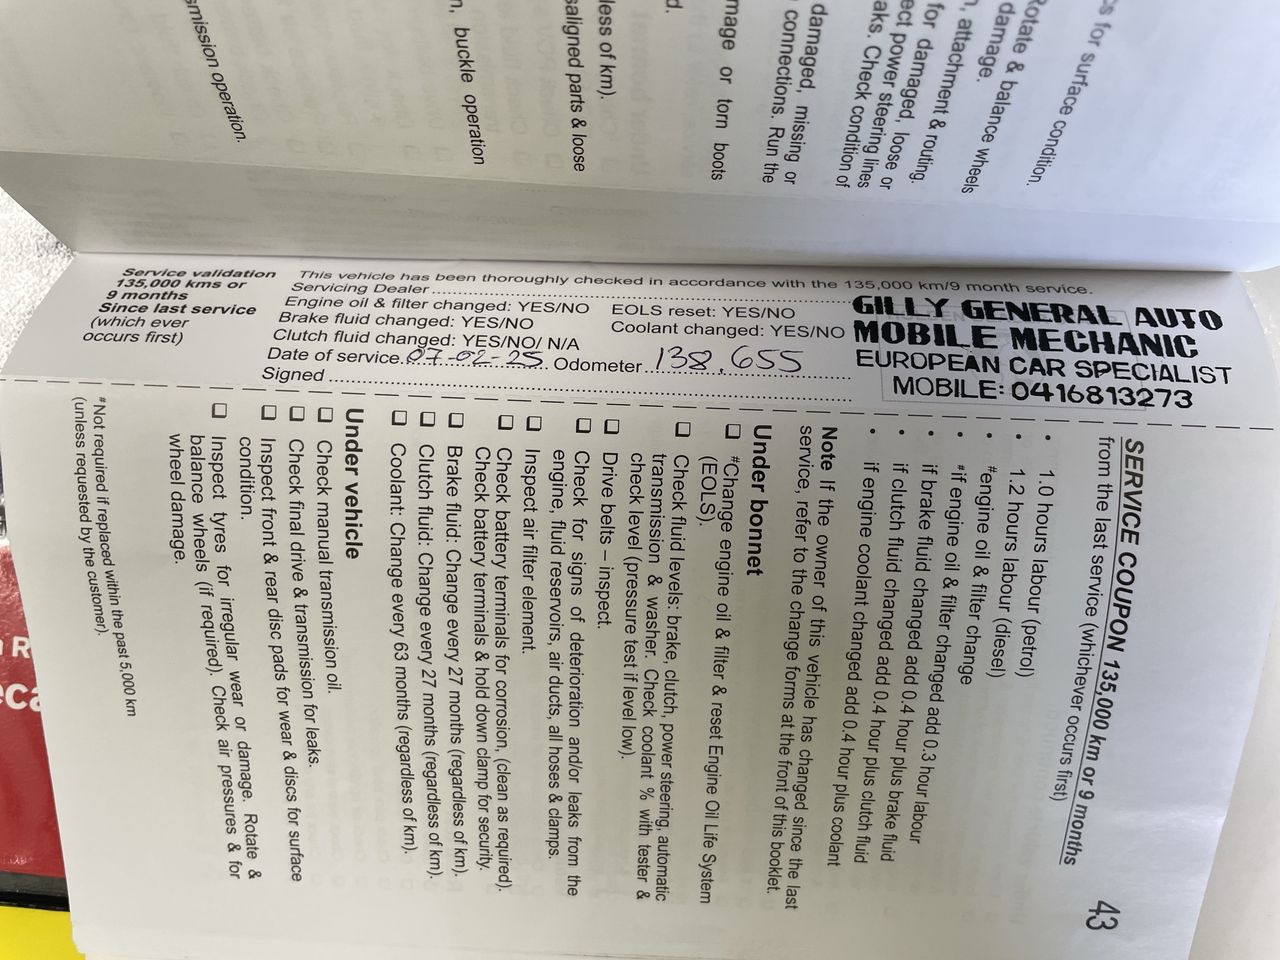 s for surface condition.
Rotate & balance wheels
damage.
, attachment & routing.
for damaged, loose or
ect power steering lines
aks. Check condition of
damaged, missing or
connections. Run the
mage or torn boots
d.
less of km).
saligned parts & loose
n, buckle operation
smission operation.
Service validation
135,000 kms or
9 months
Since last service
(which ever
occurs first)
This vehicle has been thoroughly checked in accordance with the 135,000 km/9 month service.
Servicing Dealer
Engine oil & filter changed: YES/NO EOLS reset: YES/NO
Brake fluid changed: YES/NO Coolant changed: YES/NO
Clutch fluid changed: YES/NO/ N/A
Date of service 07-02-25 Odometer 138,655
Signed
GILLY GENERAL AUTO
MOBILE MECHANIC
EUROPEAN CAR SPECIALIST
MOBILE: 0416813273
SERVICE COUPON 135,000 km or 9 months
from the last service (whichever occurs first)
43
• 1.0 hours labour (petrol)
• 1.2 hours labour (diesel)
• #engine oil & filter change
• #if engine oil & filter changed add 0.3 hour labour
• if brake fluid changed add 0.4 hour plus brake fluid
• if clutch fluid changed add 0.4 hour plus clutch fluid
• if engine coolant changed add 0.4 hour plus coolant
Note If the owner of this vehicle has changed since the last
service, refer to the change forms at the front of this booklet.
Under bonnet
❑ #Change engine oil & filter & reset Engine Oil Life System
(EOLS).
❑ Check fluid levels: brake, clutch, power steering, automatic
transmission & washer. Check coolant % with tester &
check level (pressure test if level low).
❑ Drive belts – inspect.
❑ Check for signs of deterioration and/or leaks from the
engine, fluid reservoirs, air ducts, all hoses & clamps.
❑ Inspect air filter element.
❑ Check battery terminals for corrosion, (clean as required).
Check battery terminals & hold down clamp for security.
❑ Brake fluid: Change every 27 months (regardless of km).
❑ Clutch fluid: Change every 27 months (regardless of km).
❑ Coolant: Change every 63 months (regardless of km).
Under vehicle
❑ Check manual transmission oil.
❑ Check final drive & transmission for leaks.
❑ Inspect front & rear disc pads for wear & discs for surface
condition.
❑ Inspect tyres for irregular wear or damage. Rotate &
balance wheels (if required). Check air pressures & for
wheel damage.
#Not required if replaced within the past 5,000 km
(unless requested by the customer).